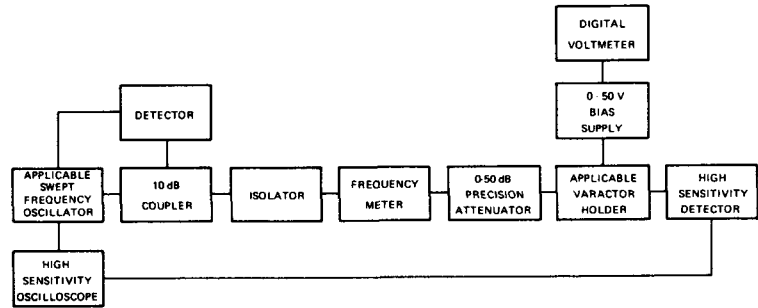 DIGITAL
VOLTMETER
0 - 50 V
BIAS
SUPPLY
DETECTOR
APPLICABLE
SWEPT
FREQUENCY
OSCILLATOR
10 dB
COUPLER
ISOLATOR
FREQUENCY
METER
0-50 dB
PRECISION
ATTENUATOR
APPLICABLE
VARACTOR
HOLDER
HIGH
SENSITIVITY
DETECTOR
HIGH
SENSITIVITY
OSCILLOSCOPE